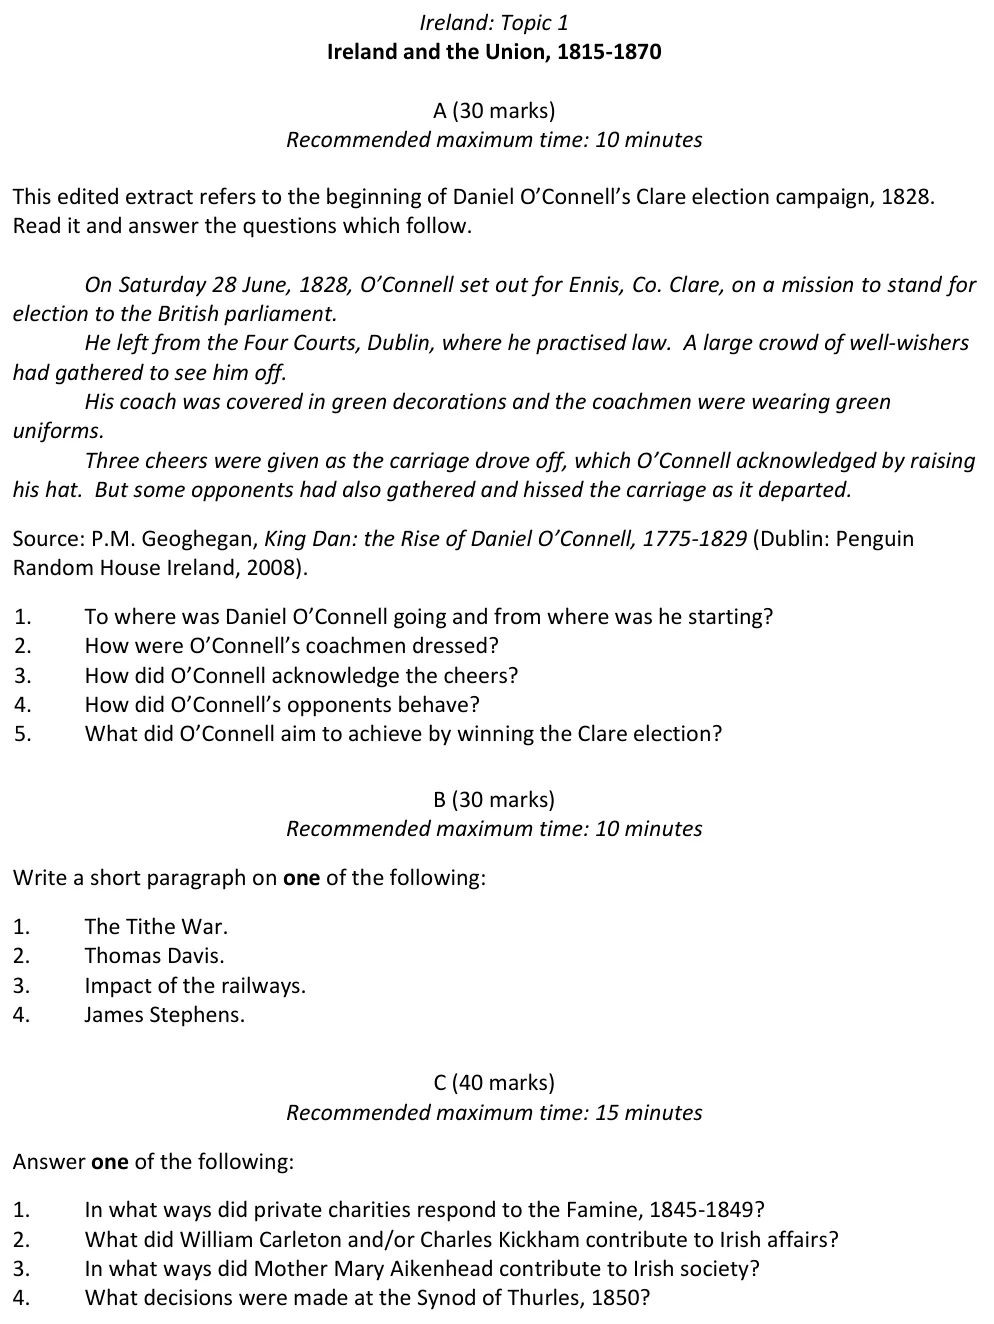 Ireland: Topic 1
Ireland and the Union, 1815-1870
A (30 marks)
Recommended maximum time: 10 minutes
This edited extract refers to the beginning of Daniel O’Connell’s Clare election campaign, 1828.
Read it and answer the questions which follow.
On Saturday 28 June, 1828, O’Connell set out for Ennis, Co. Clare, on a mission to stand for
election to the British parliament.
He left from the Four Courts, Dublin, where he practised law.  A large crowd of well-wishers
had gathered to see him off.
His coach was covered in green decorations and the coachmen were wearing green
uniforms.
Three cheers were given as the carriage drove off, which O’Connell acknowledged by raising
his hat.  But some opponents had also gathered and hissed the carriage as it departed.
Source: P.M. Geoghegan, King Dan: the Rise of Daniel O’Connell, 1775-1829 (Dublin: Penguin
Random House Ireland, 2008).
1. To where was Daniel O’Connell going and from where was he starting?
2. How were O’Connell’s coachmen dressed?
3. How did O’Connell acknowledge the cheers?
4. How did O’Connell’s opponents behave?
5. What did O’Connell aim to achieve by winning the Clare election?
B (30 marks)
Recommended maximum time: 10 minutes
Write a short paragraph on one of the following:
1. The Tithe War.
2. Thomas Davis.
3. Impact of the railways.
4. James Stephens.
C (40 marks)
Recommended maximum time: 15 minutes
Answer one of the following:
1. In what ways did private charities respond to the Famine, 1845-1849?
2. What did William Carleton and/or Charles Kickham contribute to Irish affairs?
3. In what ways did Mother Mary Aikenhead contribute to Irish society?
4. What decisions were made at the Synod of Thurles, 1850?